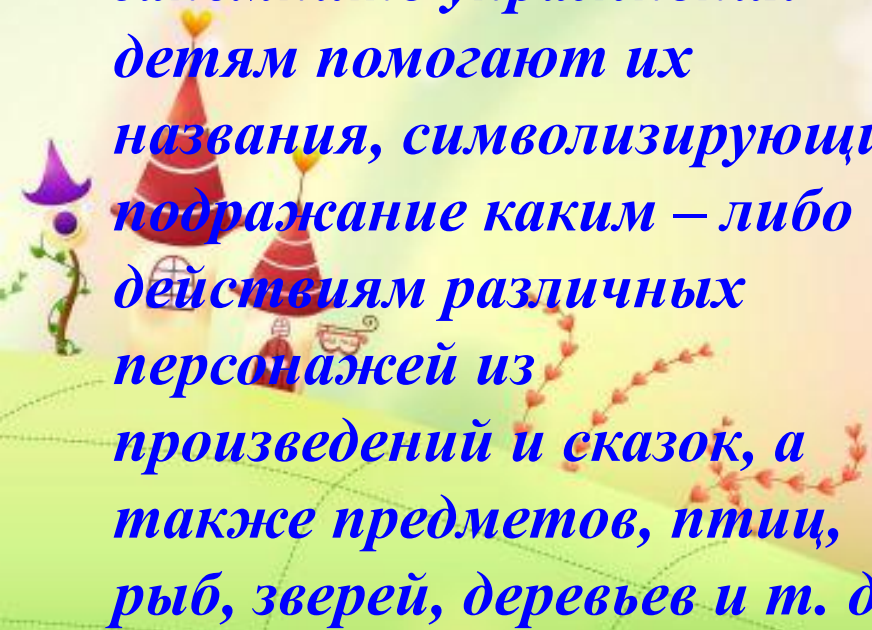 детям помогают их
названия,
подражание каким – либо
действиям различных
персонажей из
произведений и сказок, а
также предметов, птиц,
рыб, зверей, деревьев и т.